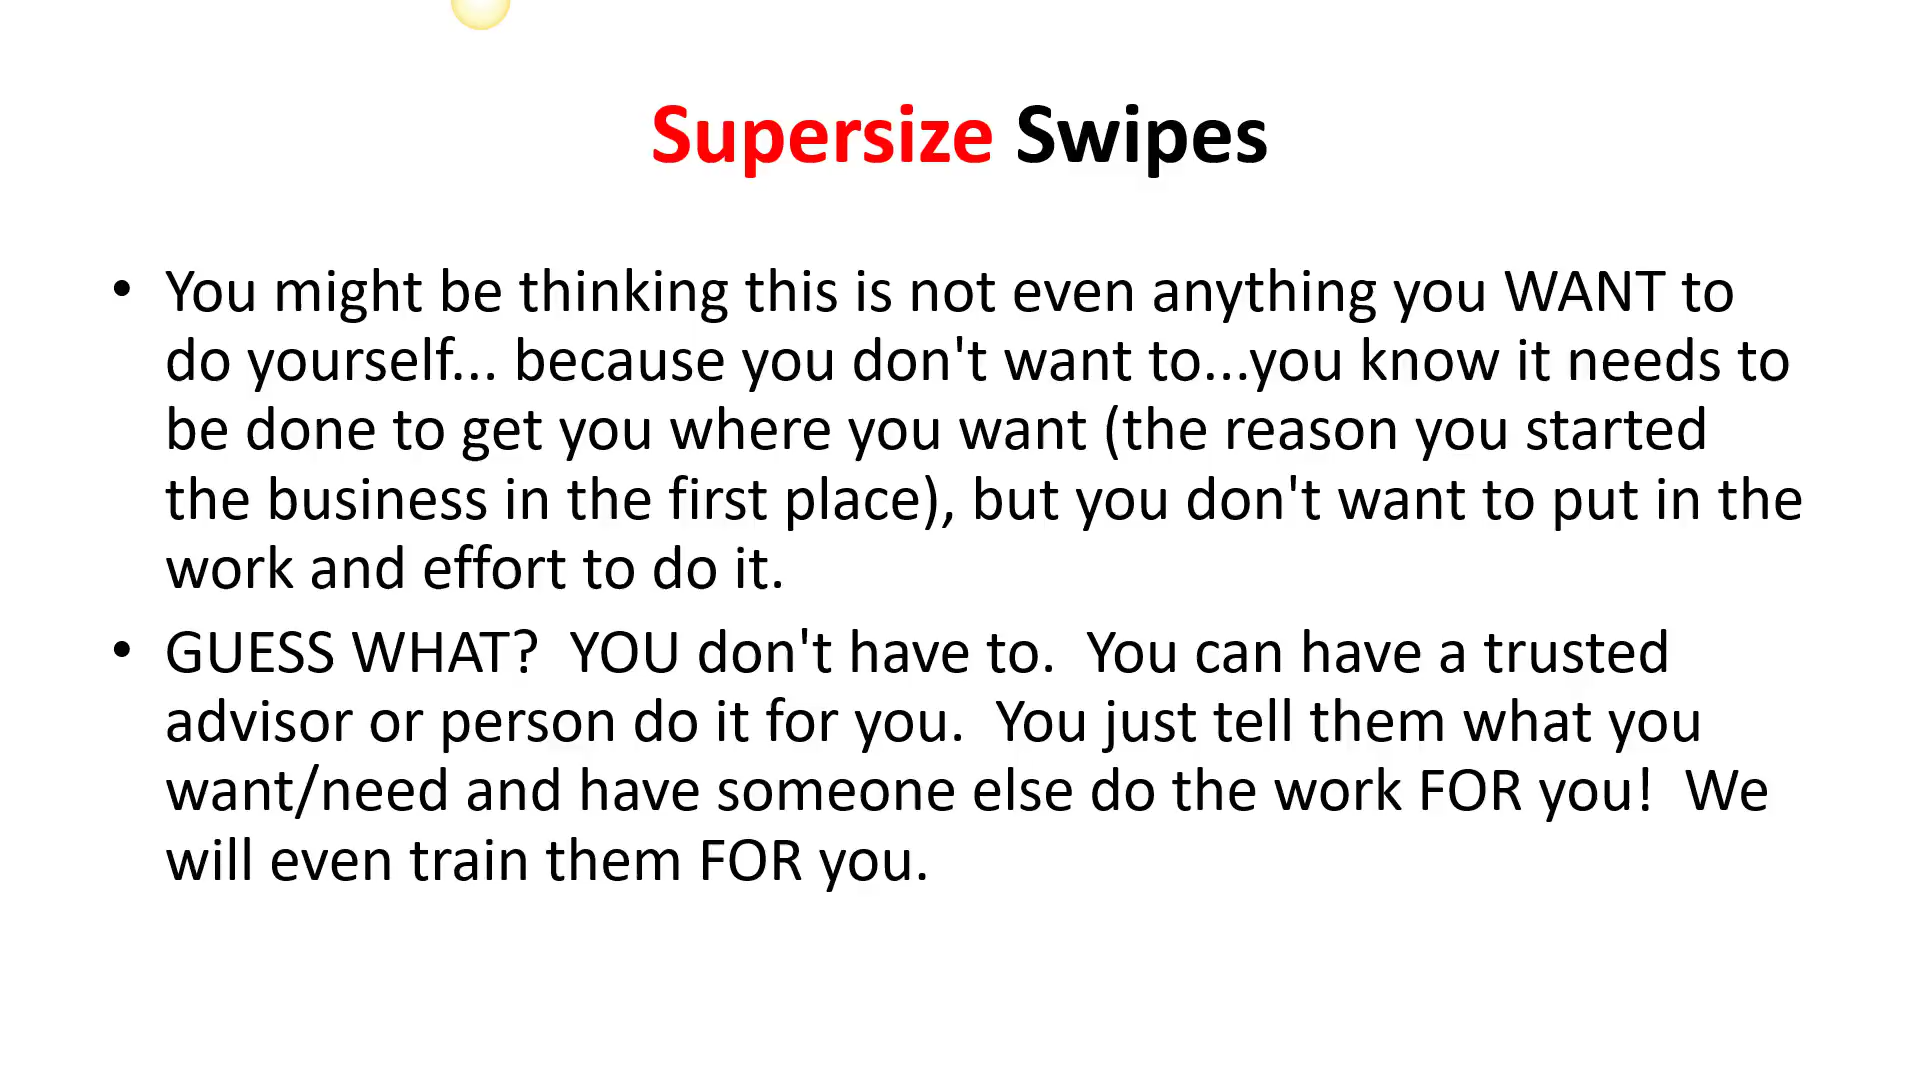 Supersize Swipes
• You might be thinking this is not even anything you WANT to
do yourself... because you don't want to...you know it needs to
be done to get you where you want (the reason you started
the business in the first place), but you don't want to put in the
work and effort to do it.
• GUESS WHAT?  YOU don't have to.  You can have a trusted
advisor or person do it for you.  You just tell them what you
want/need and have someone else do the work FOR you!  We
will even train them FOR you.